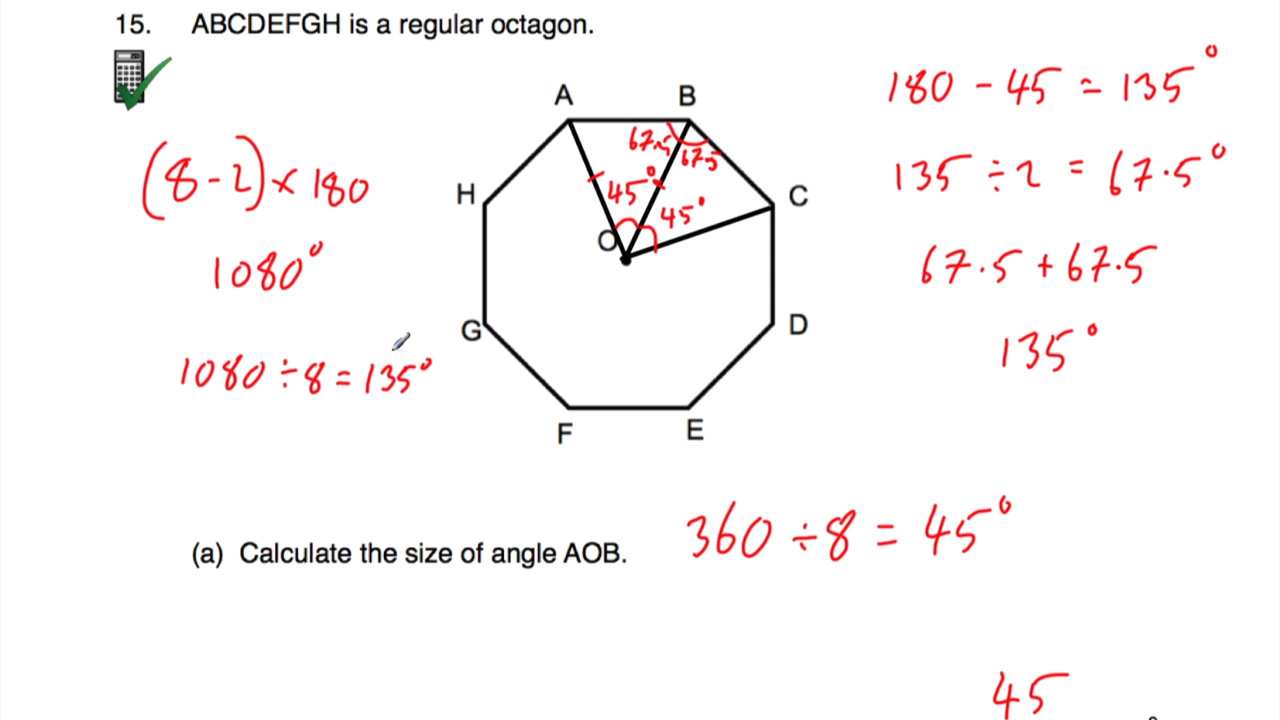 15. ABCDEFGH is a regular octagon.
180 - 45 = 135°
135 ÷ 2 = 67.5°
67.5 + 67.5
135°
(8-2) × 180
1080°
1080 ÷ 8 = 135°
A
B
67.5
67.5
45°
45°
H
C
O
G
D
F
E
(a) Calculate the size of angle AOB.
360 ÷ 8 = 45°
45